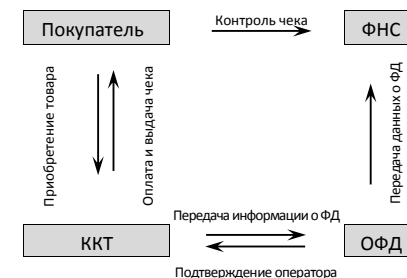 Покупатель
Контроль чека
ФНС
Приобретение товара
Оплата и выдача чека
Передача данных о ФД
Передача информации о ФД
ККТ
ОФД
Подтверждение оператора